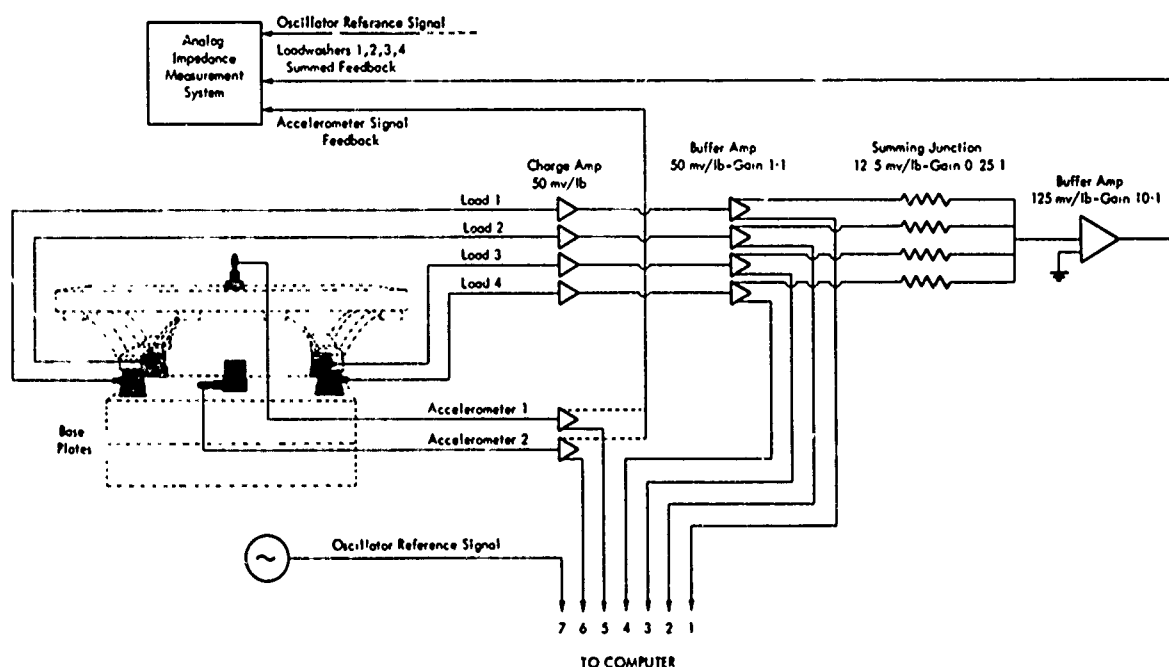 Oscillator Reference Signal
Analog
Impedance
Measurement
System
Loadwashers 1,2,3,4
Summed Feedback
Accelerometer Signal
Feedback
Charge Amp
50 mv/lb
Buffer Amp
50 mv/lb-Gain 1·1
Summing Junction
12 5 mv/lb-Gain 0 25 1
Buffer Amp
125 mv/lb-Gain 10·1
Load 1
Load 2
Load 3
Load 4
Accelerometer 1
Accelerometer 2
Base
Plates
Oscillator Reference Signal
~
7 6 5 4 3 2 1
TO COMPUTER